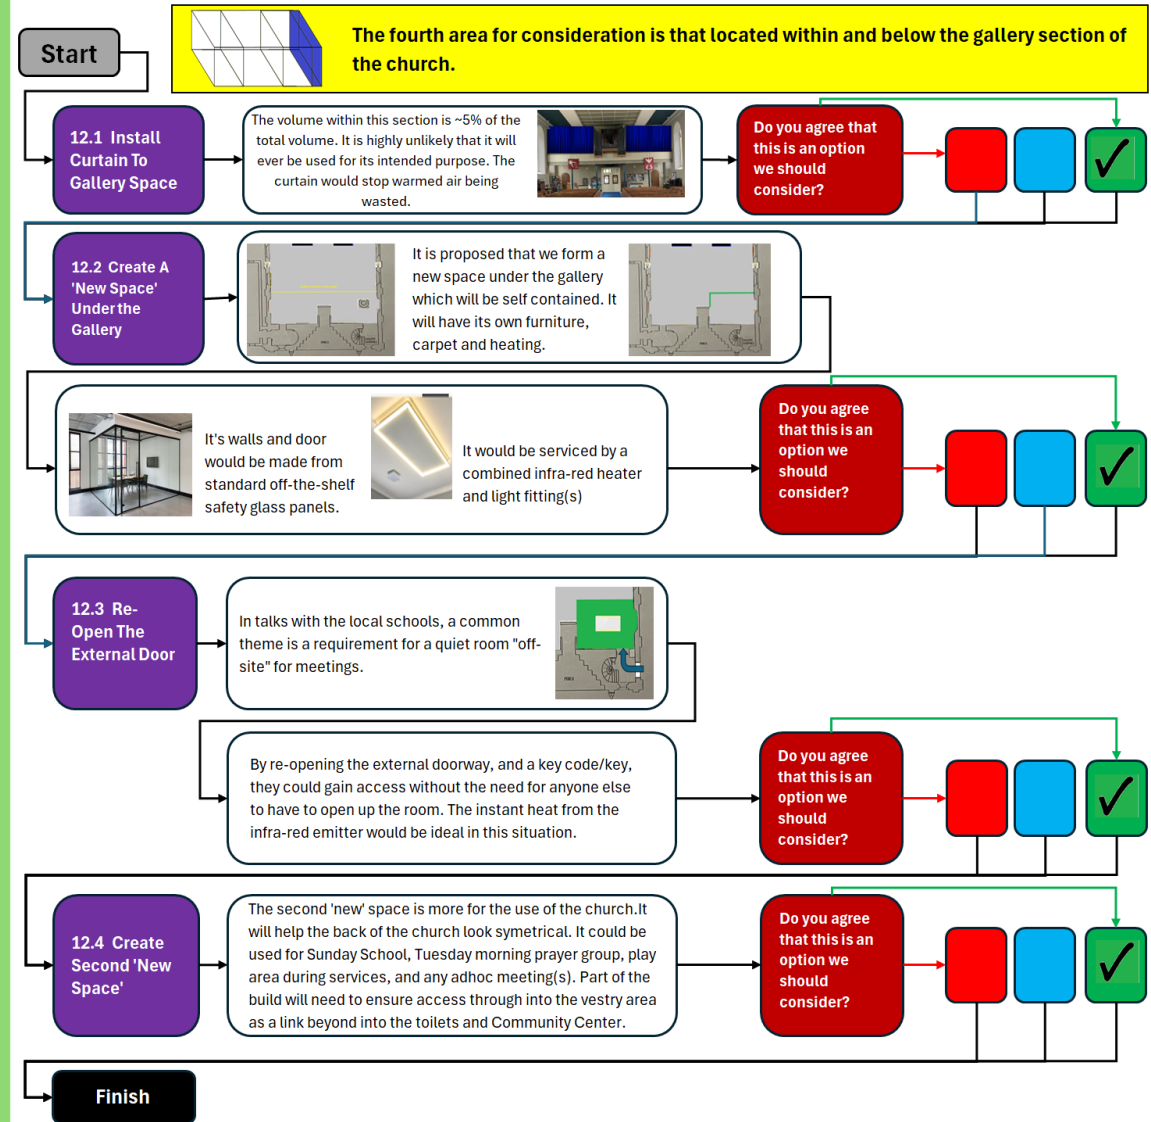 Start
The fourth area for consideration is that located within and below the gallery section of
the church.
12.1 Install
Curtain To
Gallery Space
The volume within this section is ~5% of the
total volume. It is highly unlikely that it will
ever be used for its intended purpose. The
curtain would stop warmed air being
wasted.
Do you agree that
this is an option
we should
consider?
12.2 Create A
'New Space'
Under the
Gallery
It is proposed that we form a
new space under the gallery
which will be self contained. It
will have its own furniture,
carpet and heating.
It's walls and door
would be made from
standard off-the-shelf
safety glass panels.
It would be serviced by a
combined infra-red heater
and light fitting(s)
Do you agree
that this is an
option we
should
consider?
12.3 Re-
Open The
External Door
In talks with the local schools, a common
theme is a requirement for a quiet room "off-
site" for meetings.
By re-opening the external doorway, and a key code/key,
they could gain access without the need for anyone else
to have to open up the room. The instant heat from the
infra-red emitter would be ideal in this situation.
Do you agree
that this is an
option we
should
consider?
12.4 Create
Second 'New
Space'
The second 'new' space is more for the use of the church.It
will help the back of the church look symetrical. It could be
used for Sunday School, Tuesday morning prayer group, play
area during services, and any adhoc meeting(s). Part of the
build will need to ensure access through into the vestry area
as a link beyond into the toilets and Community Center.
Do you agree
that this is an
option we
should
consider?
Finish